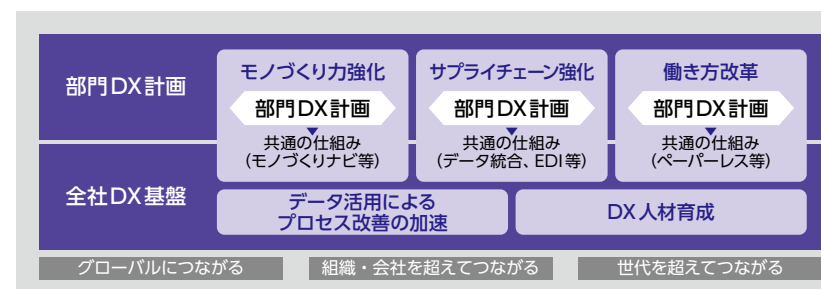 部門DX計画
モノづくり力強化
部門DX計画
共通の仕組み
(モノづくりナビ等)
サプライチェーン強化
部門DX計画
共通の仕組み
(データ統合、EDI等)
働き方改革
部門DX計画
共通の仕組み
(ペーパーレス等)
全社DX基盤
データ活用による
プロセス改善の加速
DX人材育成
グローバルにつながる
組織・会社を超えてつながる
世代を超えてつながる